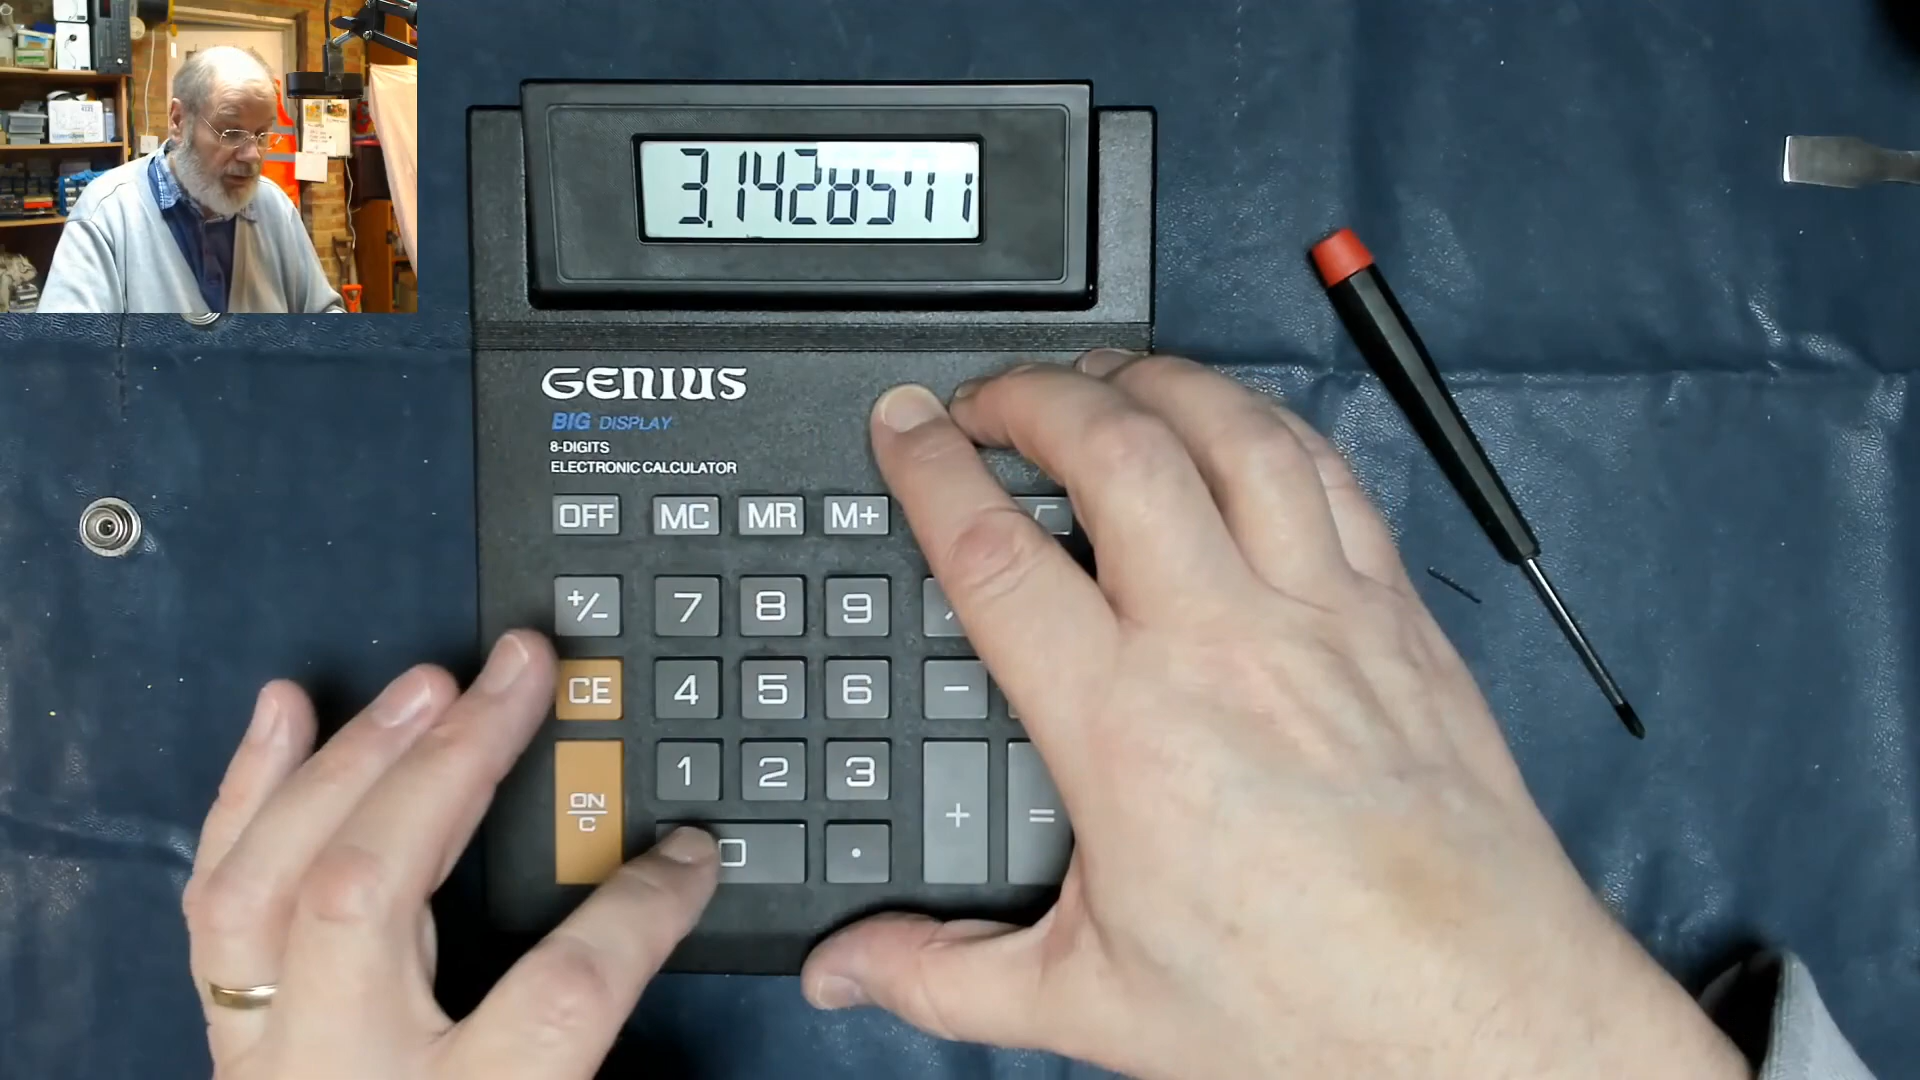 3.1428571
GENIUS
BIG DISPLAY
8-DIGITS
ELECTRONIC CALCULATOR
OFF MC MR M+
+/- 7 8 9
CE 4 5 6 −
ON/C 1 2 3 + =
0 .